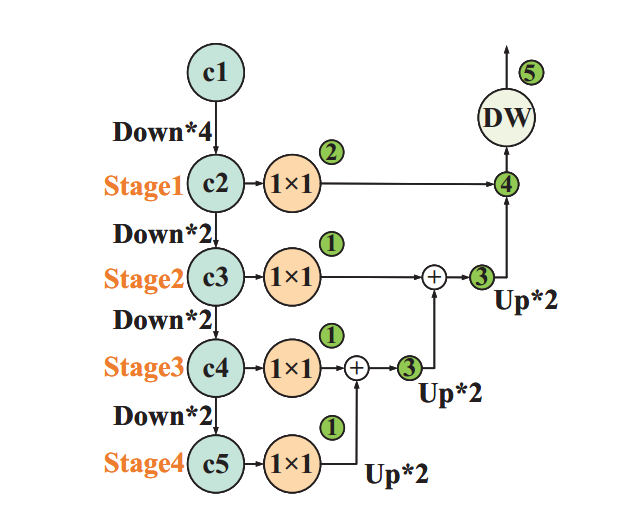 c1
5
Down*4
DW
2
Stage1
c2
1×1
4
Down*2
1
Stage2
c3
1×1
+
3
Up*2
Down*2
1
Stage3
c4
1×1
+
3
Up*2
Down*2
1
Stage4
c5
1×1
Up*2